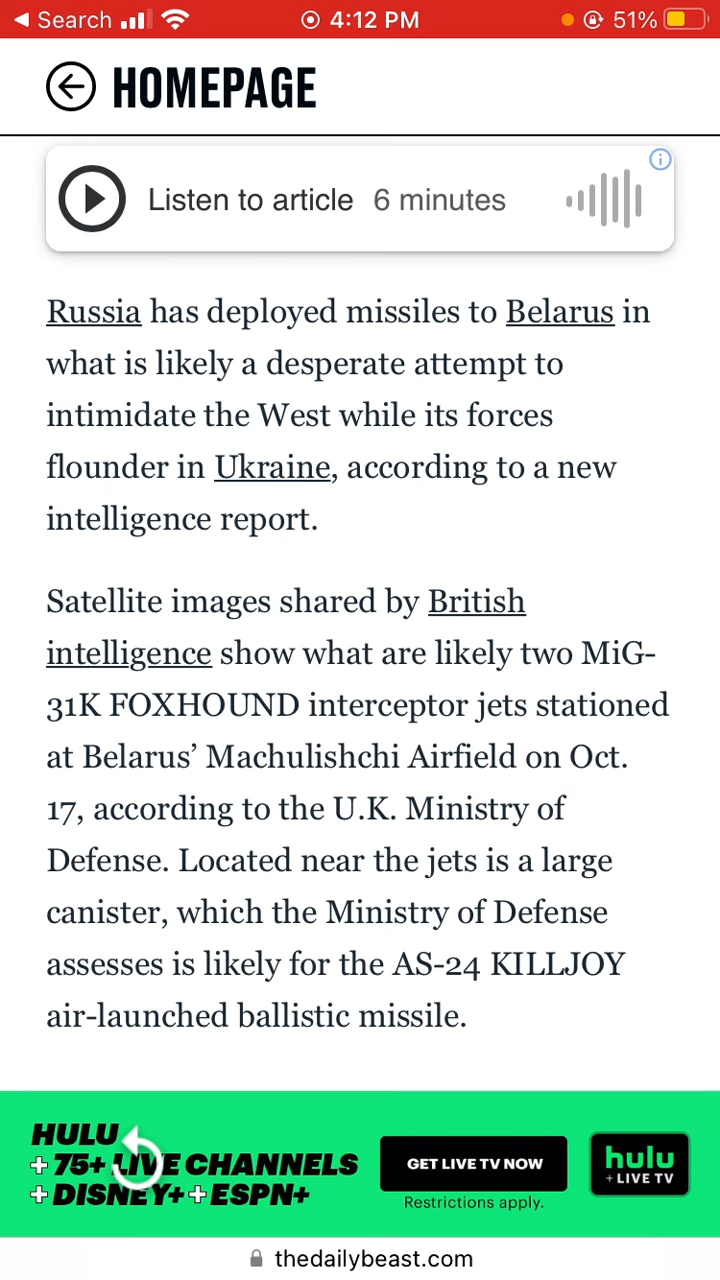 Search
4:12 PM
51%
HOMEPAGE
Listen to article 6 minutes
Russia has deployed missiles to Belarus in
what is likely a desperate attempt to
intimidate the West while its forces
flounder in Ukraine, according to a new
intelligence report.
Satellite images shared by British
intelligence show what are likely two MiG-
31K FOXHOUND interceptor jets stationed
at Belarus’ Machulishchi Airfield on Oct.
17, according to the U.K. Ministry of
Defense. Located near the jets is a large
canister, which the Ministry of Defense
assesses is likely for the AS-24 KILLJOY
air-launched ballistic missile.
HULU
+ 75+ LIVE CHANNELS
+ DISNEY+ + ESPN+
GET LIVE TV NOW
Restrictions apply.
hulu
+ LIVE TV
thedailybeast.com